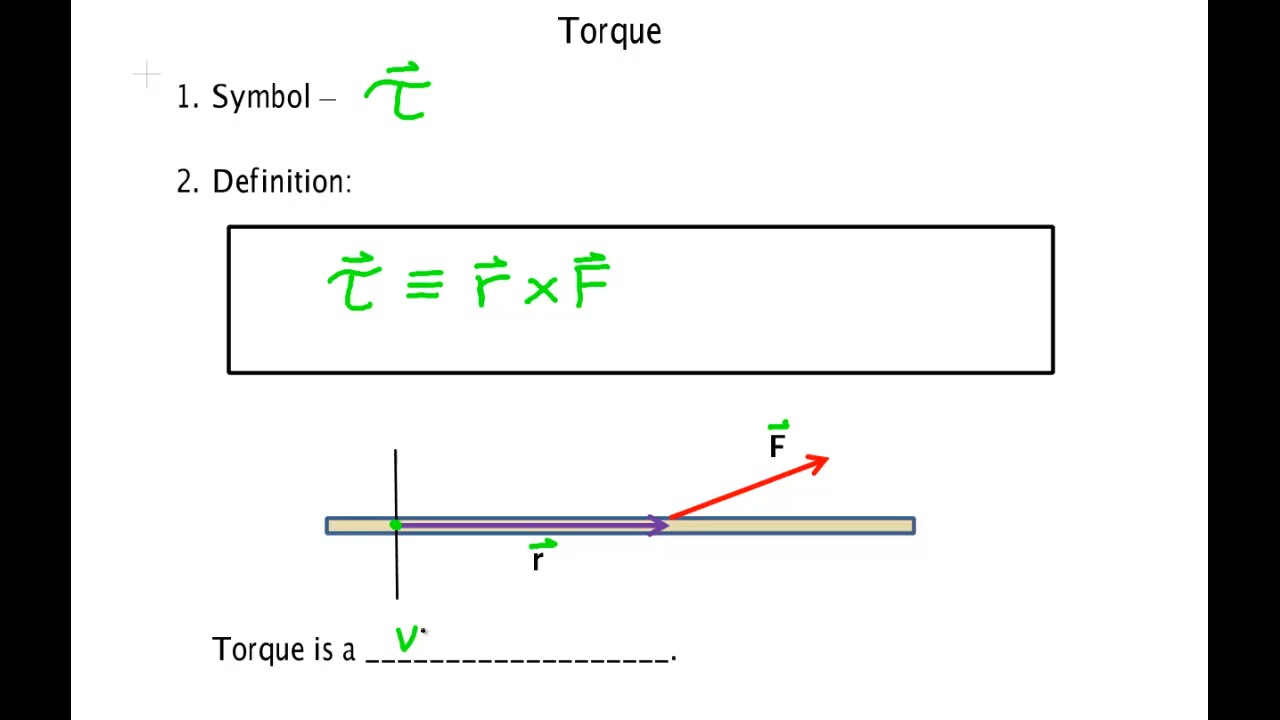 Torque
1. Symbol – τ⃗
2. Definition:
τ⃗ ≡ r⃗ x F⃗
F⃗
r⃗
Torque is a v___________________.